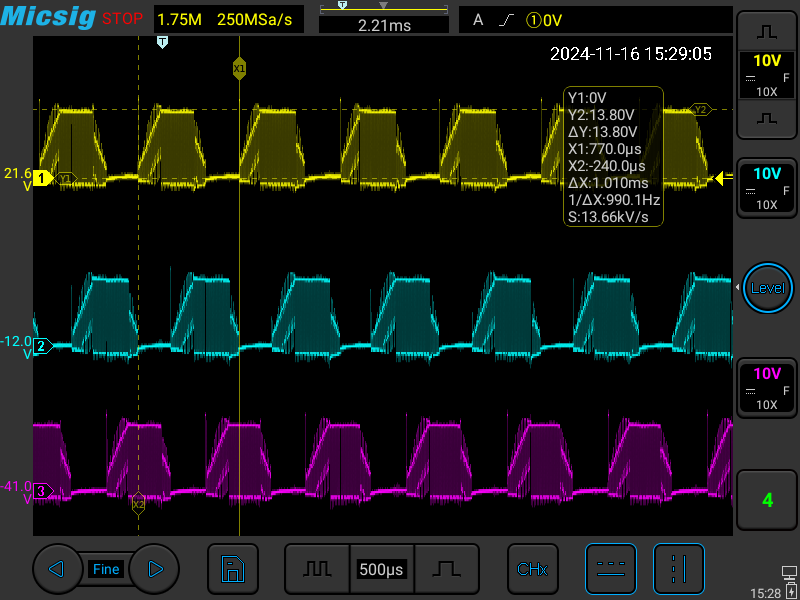 Micsig STOP 1.75M 250MSa/s T 2.21ms A ①0V
T
2024-11-16 15:29:05
X1
10V
F
10X
Y1:0V
Y2:13.80V
ΔY:13.80V
X1:770.0μs
X2:-240.0μs
ΔX:1.010ms
1/ΔX:990.1Hz
S:13.66kV/s
Y2
21.6
V
1
Y1
10V
F
10X
Level
-12.0
V
2
10V
F
10X
-41.0
V
3
X2
4
Fine
500μs
CHx
15:28